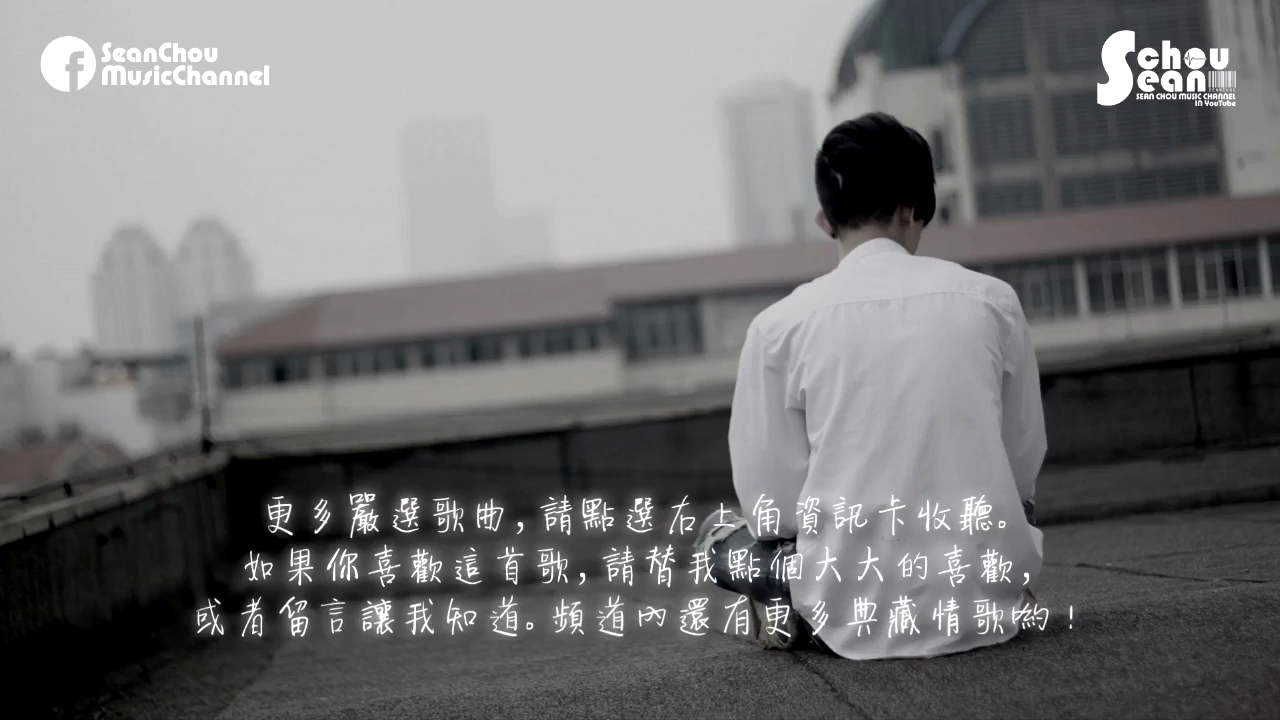 SeanChou
MusicChannel
Schou
Sean
SEAN CHOU MUSIC CHANNEL
IN YouTube
更多嚴選歌曲,請點選右上角資訊卡收聽。
如果你喜歡這首歌,請替我點個大大的喜歡,
或者留言讓我知道。頻道內還有更多典藏情歌喲!